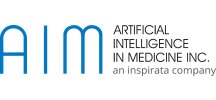 AIM
ARTIFICIAL
INTELLIGENCE
IN MEDICINE INC.
an inspirata company